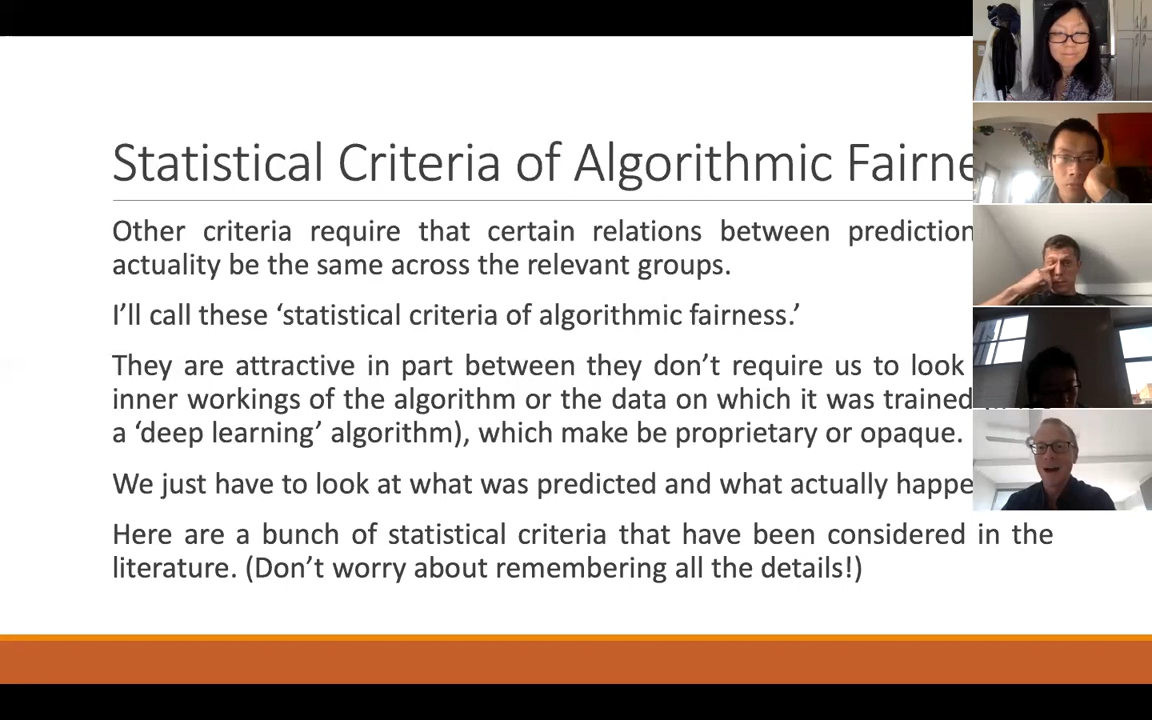 Statistical Criteria of Algorithmic Fairne
Other criteria require that certain relations between prediction
actuality be the same across the relevant groups.
I'll call these 'statistical criteria of algorithmic fairness.'
They are attractive in part between they don't require us to look
inner workings of the algorithm or the data on which it was trained
a 'deep learning' algorithm), which make be proprietary or opaque.
We just have to look at what was predicted and what actually happe
Here are a bunch of statistical criteria that have been considered in the
literature. (Don't worry about remembering all the details!)